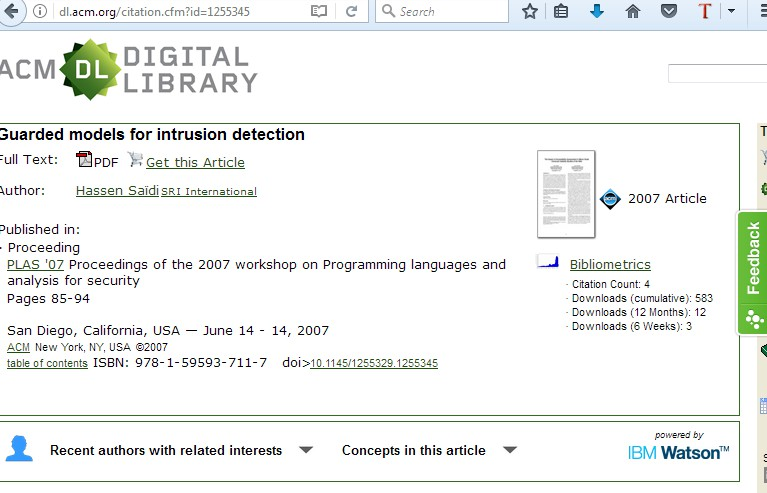 dl.acm.org/citation.cfm?id=1255345
Search
ACM DL DIGITAL LIBRARY
Guarded models for intrusion detection
Full Text: PDF Get this Article
Author: Hassen Saïdi SRI International
2007 Article
Published in:
· Proceeding
PLAS '07 Proceedings of the 2007 workshop on Programming languages and
analysis for security
Pages 85-94
San Diego, California, USA — June 14 - 14, 2007
ACM New York, NY, USA ©2007
table of contents ISBN: 978-1-59593-711-7 doi>10.1145/1255329.1255345
Bibliometrics
· Citation Count: 4
· Downloads (cumulative): 583
· Downloads (12 Months): 12
· Downloads (6 Weeks): 3
Feedback
Recent authors with related interests
Concepts in this article
powered by
IBM Watson™